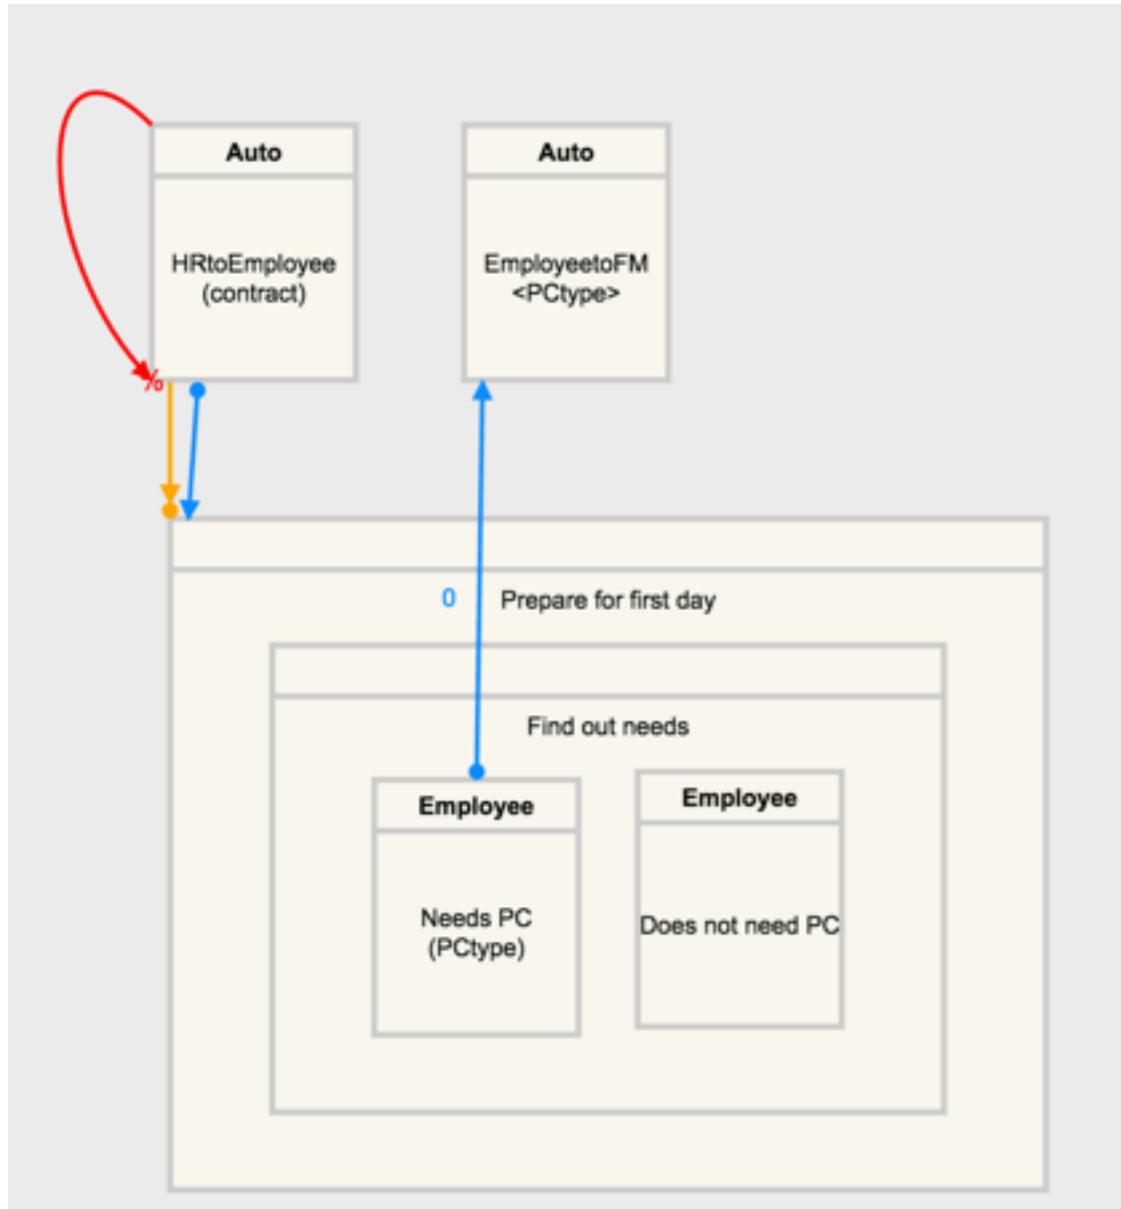 Auto
HRtoEmployee
(contract)
%
Auto
EmployeetoFM
<PCtype>
0
Prepare for first day
Find out needs
Employee
Needs PC
(PCtype)
Employee
Does not need PC